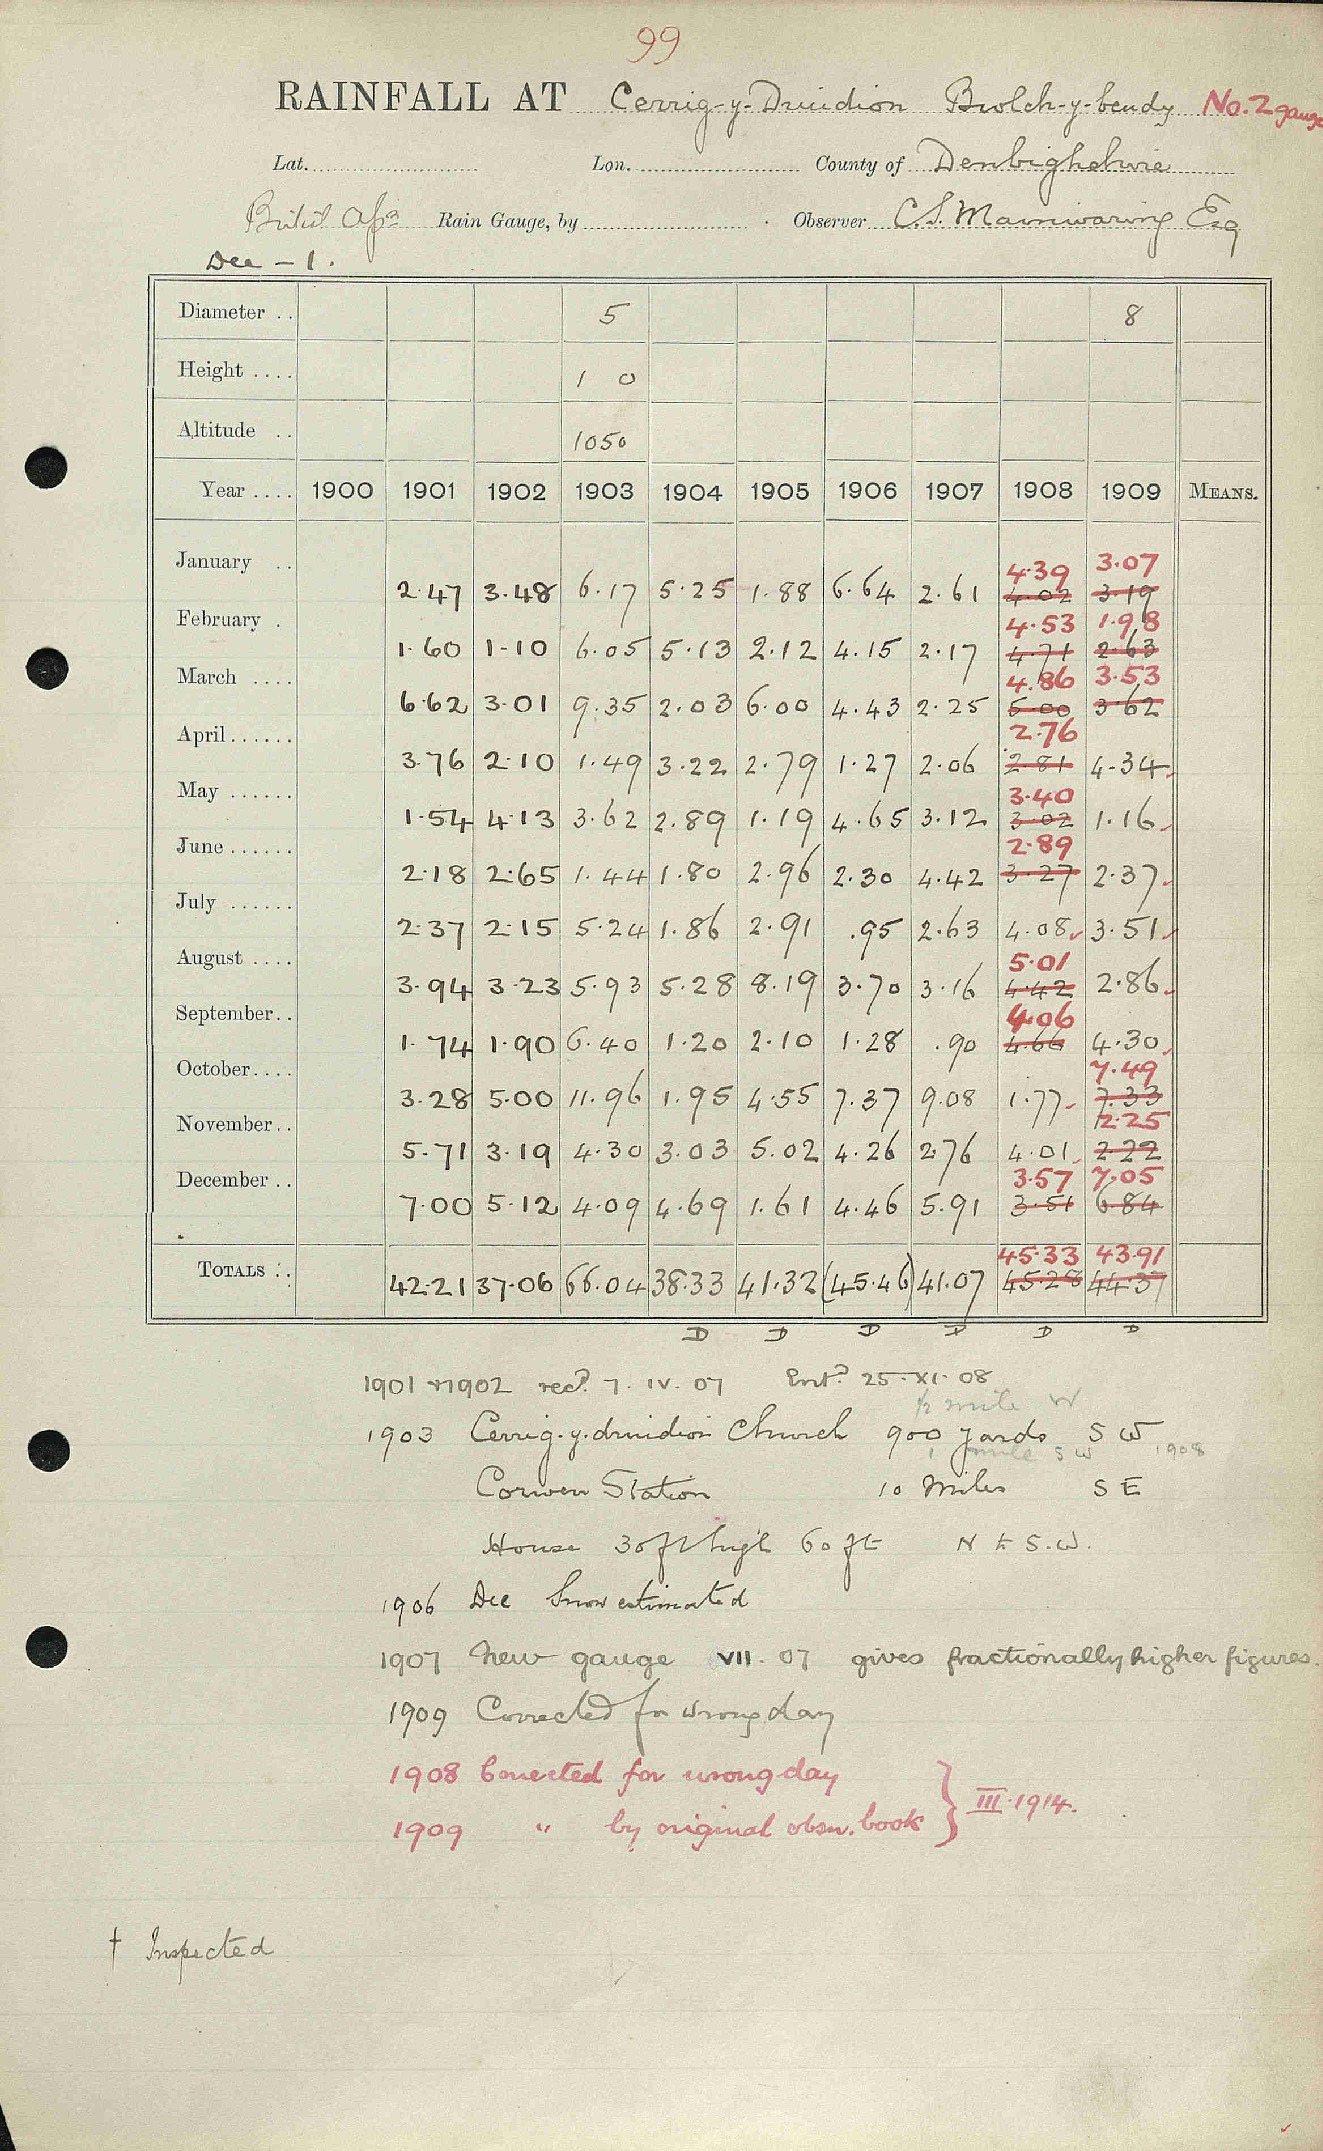 99
RAINFALL AT Cerrig-y-Druidion Bwlch-y-beudy No. 2 gauge
Lat. Lon. County of Denbighshire
Rain Gauge, by Observer C.S. Mainwaring Esq
Dec - 1.
Diameter . . 5 8
Height . . . . 1 0
Altitude . . 1050
Year . . . . 1900 1901 1902 1903 1904 1905 1906 1907 1908 1909 MEANS.
4.39 3.07
January . . 2.47 3.48 6.17 5.25 1.88 6.64 2.61 4.02 3.19
4.53 1.98
February . 1.60 1.10 6.05 5.13 2.12 4.15 2.17 4.71 2.63
4.86 3.53
March . . . . 6.62 3.01 9.35 2.03 6.00 4.43 2.25 5.00 3.62
2.76
April . . . . . . 3.76 2.10 1.49 3.22 2.79 1.27 2.06 2.81 4.34
3.40
May . . . . . . 1.54 4.13 3.62 2.89 1.19 4.65 3.12 3.02 1.16
2.89
June . . . . . . 2.18 2.65 1.44 1.80 2.96 2.30 4.42 3.27 2.37
July . . . . . . 2.37 2.15 5.24 1.86 2.91 .95 2.63 4.08 3.51
5.01
August . . . . 3.94 3.23 5.93 5.28 8.19 3.70 3.16 4.42 2.86
4.06
September . . 1.74 1.90 6.40 1.20 2.10 1.28 .90 4.66 4.30
7.49
October . . . . 3.28 5.00 11.96 1.95 4.55 7.37 9.08 1.77 7.33
2.25
November . . 5.71 3.19 4.30 3.03 5.02 4.26 2.76 4.01 2.22
3.57 7.05
December . . 7.00 5.12 4.09 4.69 1.61 4.46 5.91 3.51 6.84
45.33 43.91
TOTALS . . 42.21 37.06 66.04 38.33 41.32 (45.46) 41.07 45.28 44.37
D D D D D D
1901 + 1902 recd. 7. IV. 07 Entd. 25. XI. 08
1/2 mile W
1903 Cerrig-y-druidion Church 900 yards S W
1 mile S W 1908
Corwen Station 10 miles S E
House 30 ft high 60 ft N to S.W.
1906 Dec Snow estimated
1907 New gauge VII. 07 gives fractionally higher figures.
1909 Corrected for wrong day
1908 Corrected for wrong day
1909 " by original obsn. book } III. 1914.
† Inspected